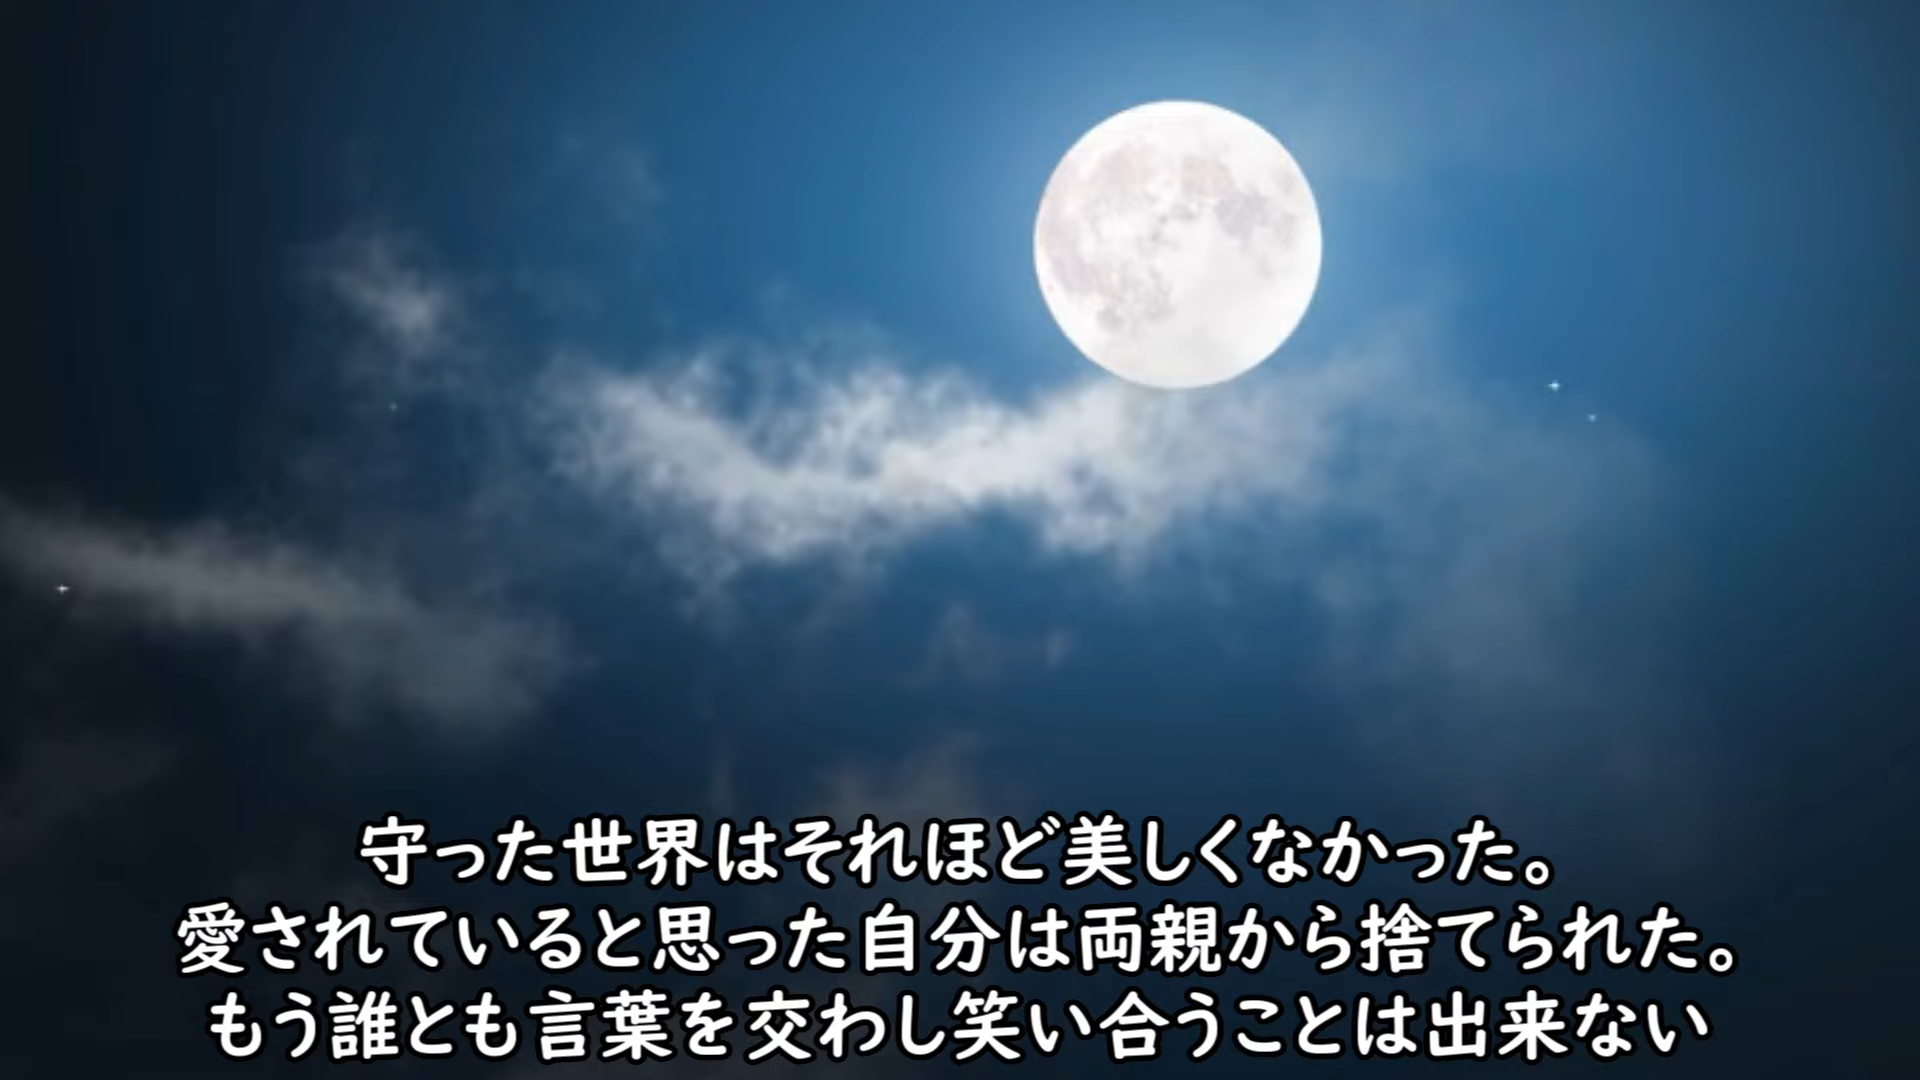 守った世界はそれほど美しくなかった。
愛されていると思った自分は両親から捨てられた。
もう誰とも言葉を交わし笑い合うことは出来ない